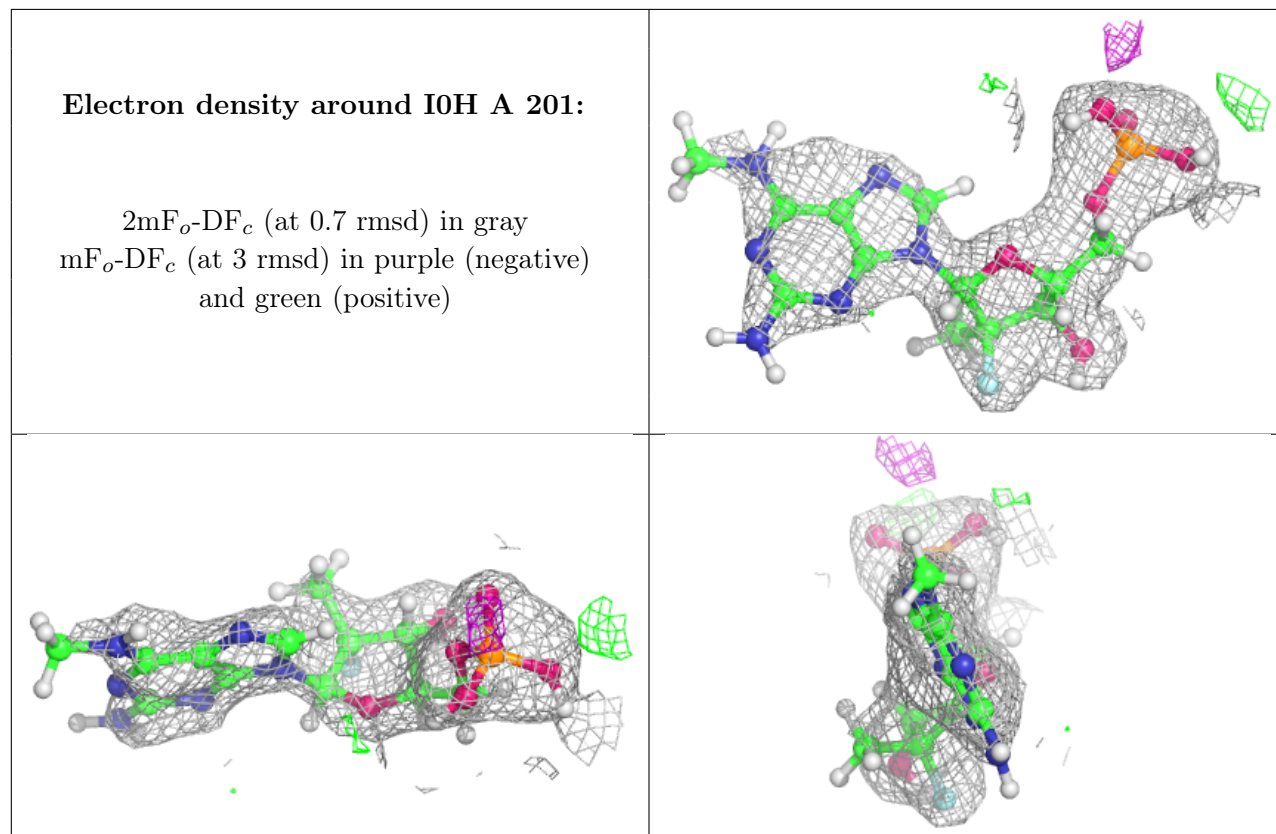 Electron density around I0H A 201:
2mFo-DFc (at 0.7 rmsd) in gray
mFo-DFc (at 3 rmsd) in purple (negative)
and green (positive)